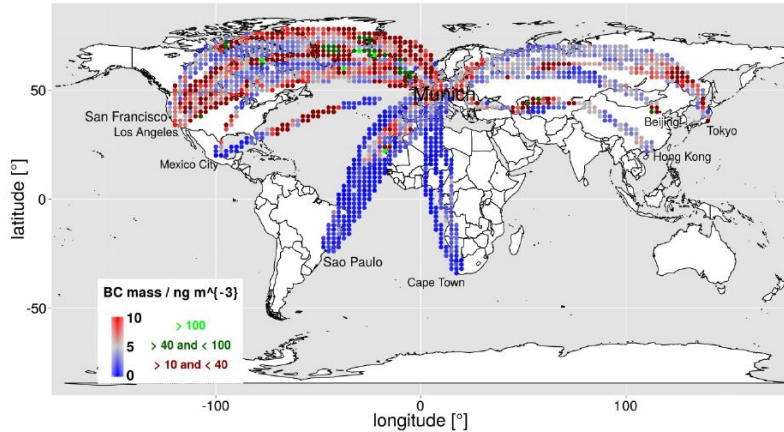 50
0
-50
latitude [°]
San Francisco
Los Angeles
Mexico City
Munich
Beijing
Tokyo
Hong Kong
Sao Paulo
Cape Town
BC mass / ng m^{-3}
10
5
0
> 100
> 40 and < 100
> 10 and < 40
-100
0
100
longitude [°]